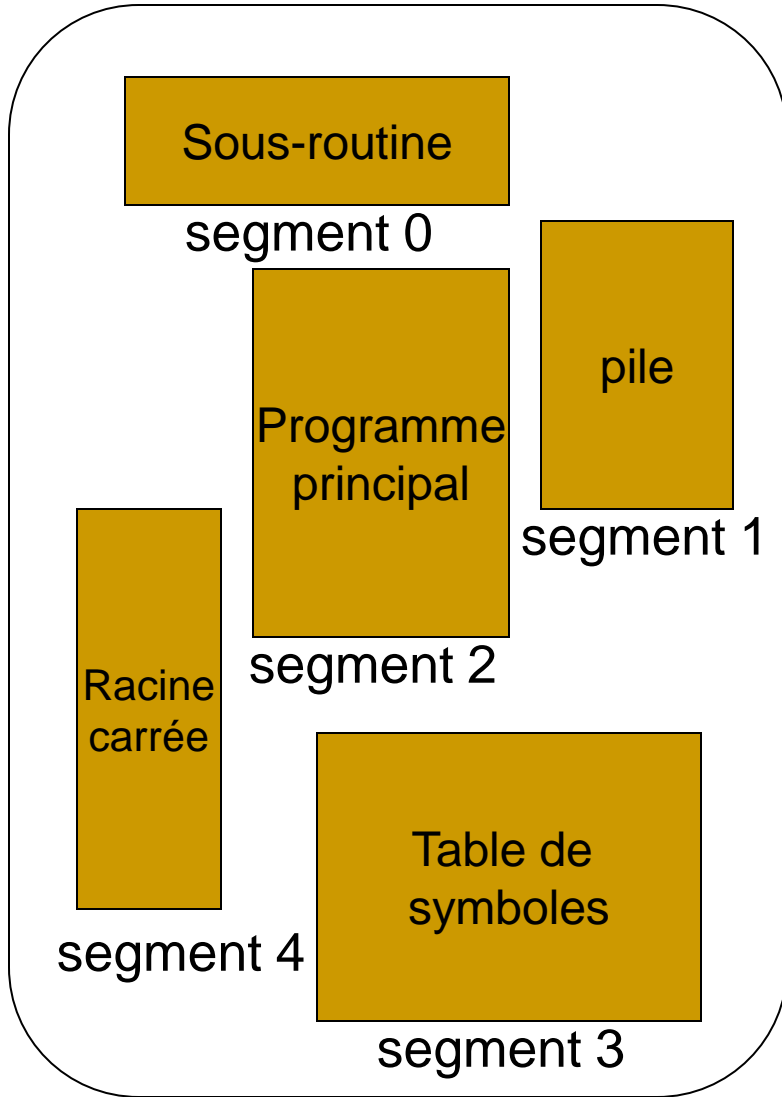 Sous-routine
segment 0
pile
segment 1
Programme
principal
segment 2
Racine
carrée
segment 4
Table de
symboles
segment 3